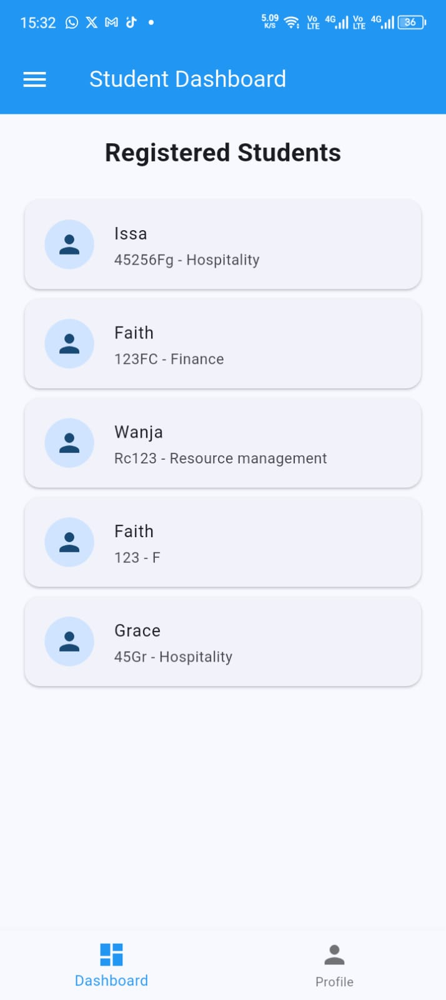 15:32 5.09 K/S Vo LTE 4G Vo LTE 4G 36
Student Dashboard
Registered Students
Issa
45256Fg - Hospitality
Faith
123FC - Finance
Wanja
Rc123 - Resource management
Faith
123 - F
Grace
45Gr - Hospitality
Dashboard
Profile